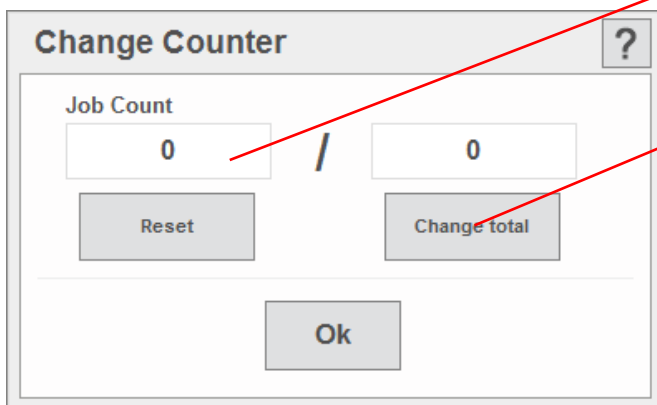 Change Counter ?
Job Count
0 / 0
Reset Change total
Ok